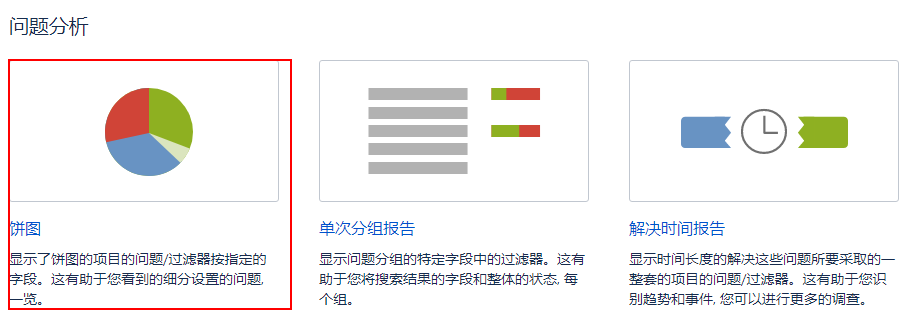 问题分析
饼图
显示了饼图的项目的问题/过滤器按指定的
字段。这有助于您看到的细分设置的问题,
一览。
单次分组报告
显示问题分组的特定字段中的过滤器。这有
助于您将搜索结果的字段和整体的状态, 每
个组。
解决时间报告
显示时间长度的解决这些问题所要采取的一
整套的项目的问题/过滤器。这有助于您识
别趋势和事件, 您可以进行更多的调查。